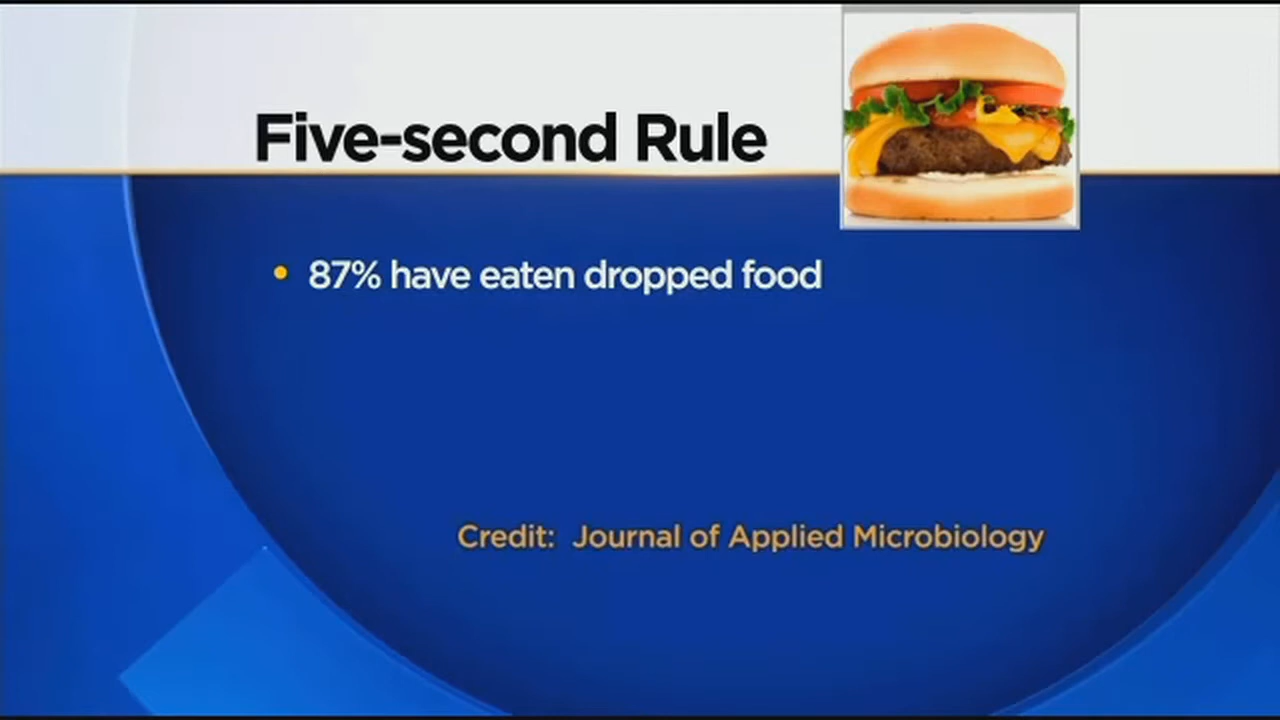 Five-second Rule
• 87% have eaten dropped food
Credit: Journal of Applied Microbiology